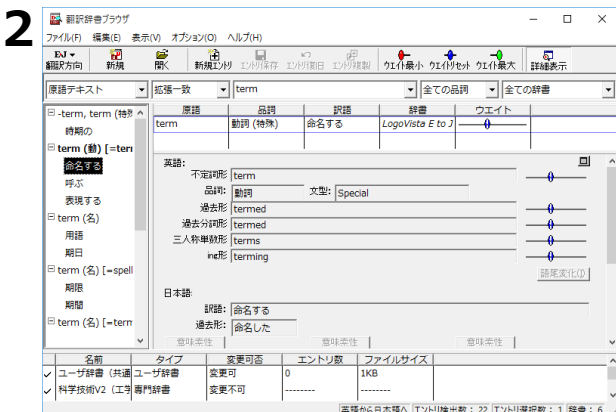 2
翻訳辞書ブラウザ
ファイル(F) 編集(E) 表示(V) オプション(O) ヘルプ(H)
EJ
翻訳方向 新規 開く 新規エントリ エントリ保存 エントリ復旧 エントリ複製 ウエイト最小 ウエイトリセット ウエイト最大 詳細表示
原語テキスト 拡張一致 term 全ての品詞 全ての辞書
原語 品詞 訳語 辞書 ウエイト
term 動詞 (特殊) 命名する LogoVista E to J
-term, term (特殊
時期の
term (動) [=terr
命名する
呼ぶ
表現する
term (名)
用語
期日
term (名) [=spell
期限
期間
term (名) [=term
英語:
不定詞形 term
品詞: 動詞 文型: Special
過去形 termed
過去分詞形 termed
三人称単数形 terms
ing形 terming
語尾変化(I)
日本語:
訳語: 命名する
過去形: 命名した
意味素性 意味素性 意味素性
名前 タイプ 変更可否 エントリ数 ファイルサイズ
ユーザ辞書 (共通 ユーザ辞書 変更可 0 1KB
科学技術V2 (工学 専門辞書 変更不可 -------- --------
英語から日本語へ エントリ検出数: 22 エントリ選択数: 1 辞書: 6